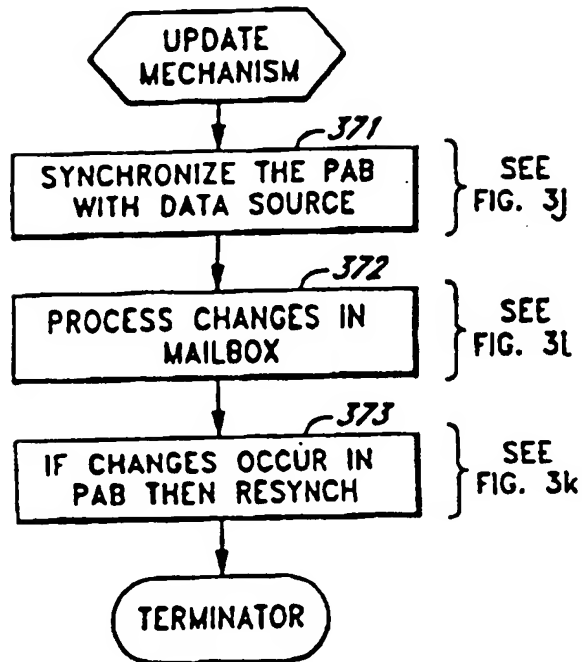 UPDATE
MECHANISM
371
SYNCHRONIZE THE PAB
WITH DATA SOURCE
SEE
FIG. 3j
372
PROCESS CHANGES IN
MAILBOX
SEE
FIG. 3l
373
IF CHANGES OCCUR IN
PAB THEN RESYNCH
SEE
FIG. 3k
TERMINATOR